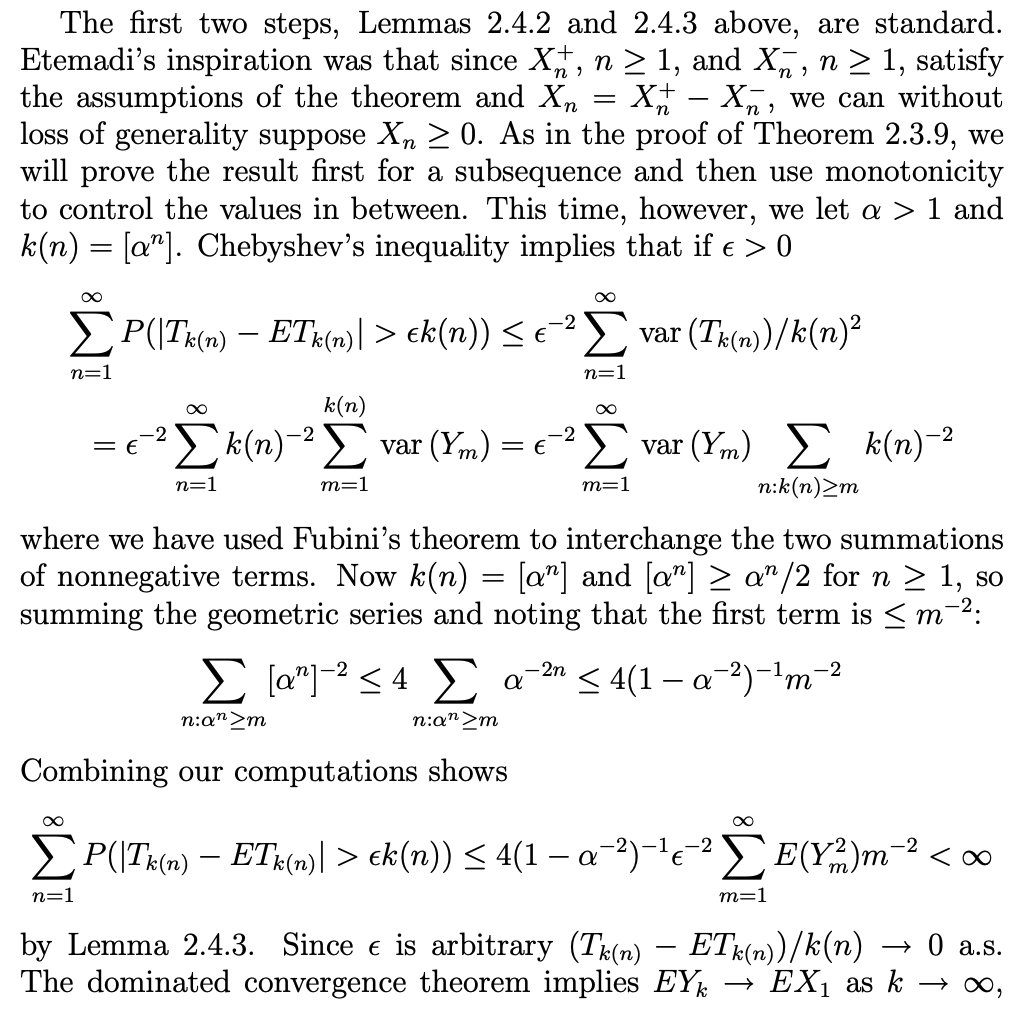 The first two steps, Lemmas 2.4.2 and 2.4.3 above, are standard.
Etemadi's inspiration was that since $X_n^+$, $n \geq 1$, and $X_n^-$, $n \geq 1$, satisfy
the assumptions of the theorem and $X_n = X_n^+ - X_n^-$, we can without
loss of generality suppose $X_n \geq 0$. As in the proof of Theorem 2.3.9, we
will prove the result first for a subsequence and then use monotonicity
to control the values in between. This time, however, we let $\alpha > 1$ and
$k(n) = [\alpha^n]$. Chebyshev's inequality implies that if $\epsilon > 0$
$\sum_{n=1}^{\infty} P(|T_{k(n)} - ET_{k(n)}| > \epsilon k(n)) \leq \epsilon^{-2} \sum_{n=1}^{\infty} \text{var}\,(T_{k(n)})/k(n)^2$
$= \epsilon^{-2} \sum_{n=1}^{\infty} k(n)^{-2} \sum_{m=1}^{k(n)} \text{var}\,(Y_m) = \epsilon^{-2} \sum_{m=1}^{\infty} \text{var}\,(Y_m) \sum_{n:k(n) \geq m} k(n)^{-2}$
where we have used Fubini's theorem to interchange the two summations
of nonnegative terms. Now $k(n) = [\alpha^n]$ and $[\alpha^n] \geq \alpha^n/2$ for $n \geq 1$, so
summing the geometric series and noting that the first term is $\leq m^{-2}$:
$\sum_{n:\alpha^n \geq m} [\alpha^n]^{-2} \leq 4 \sum_{n:\alpha^n \geq m} \alpha^{-2n} \leq 4(1 - \alpha^{-2})^{-1} m^{-2}$
Combining our computations shows
$\sum_{n=1}^{\infty} P(|T_{k(n)} - ET_{k(n)}| > \epsilon k(n)) \leq 4(1 - \alpha^{-2})^{-1} \epsilon^{-2} \sum_{m=1}^{\infty} E(Y_m^2) m^{-2} < \infty$
by Lemma 2.4.3. Since $\epsilon$ is arbitrary $(T_{k(n)} - ET_{k(n)})/k(n) \to 0$ a.s.
The dominated convergence theorem implies $EY_k \to EX_1$ as $k \to \infty$,